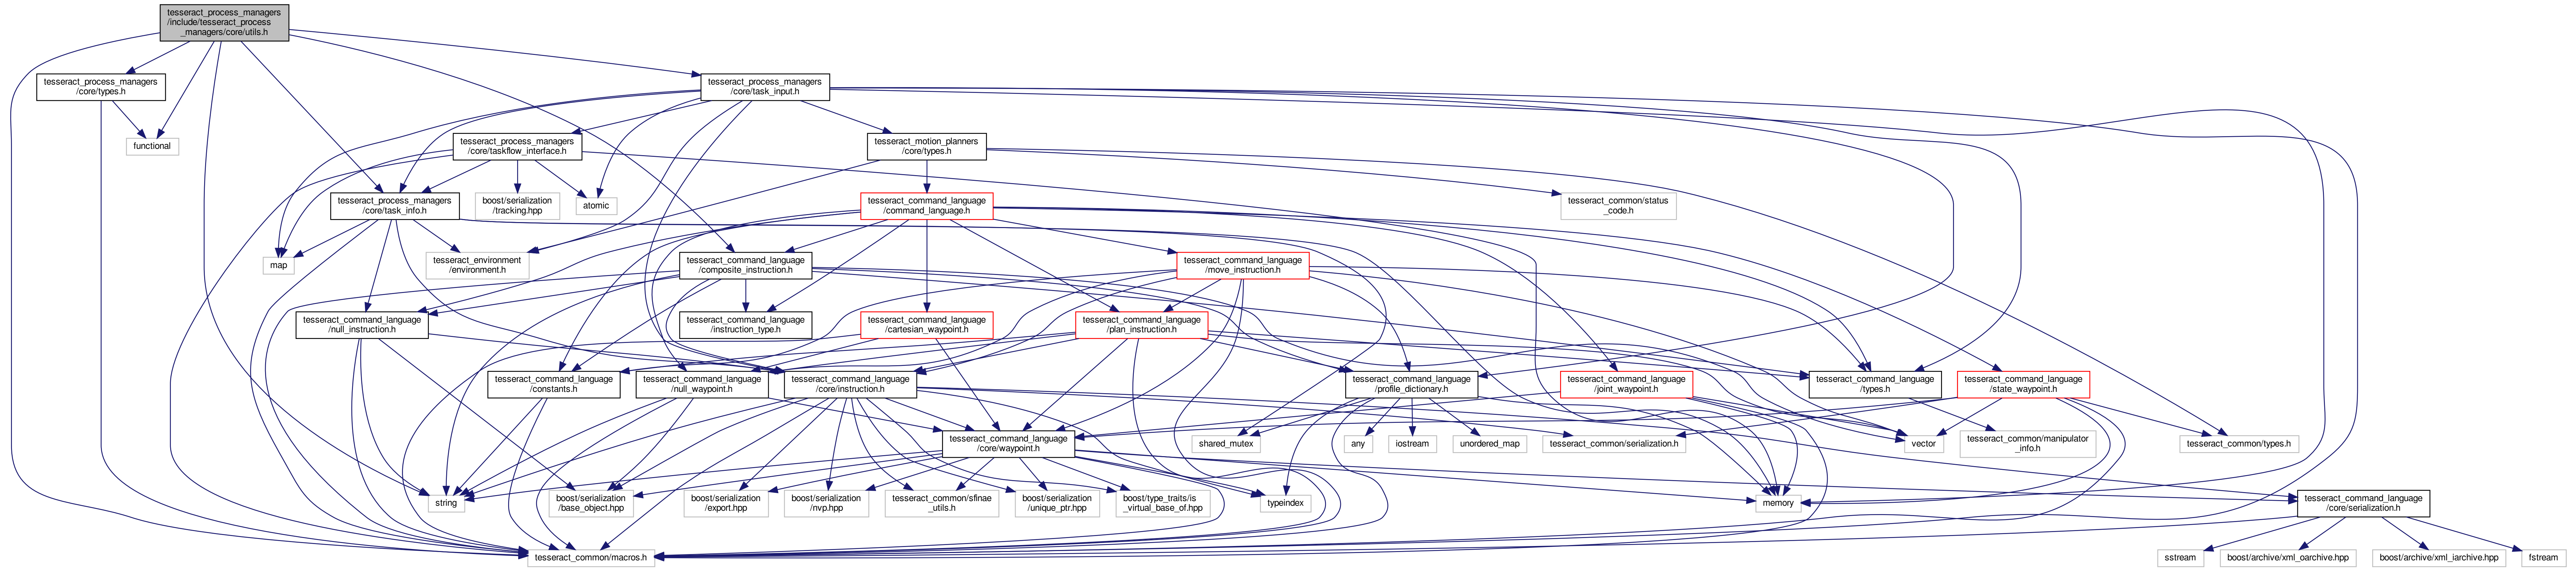 tesseract_process_managers
/include/tesseract_process
_managers/core/utils.h
tesseract_process_managers
/core/types.h
tesseract_process_managers
/core/task_input.h
functional
tesseract_process_managers
/core/taskflow_interface.h
tesseract_motion_planners
/core/types.h
tesseract_process_managers
/core/task_info.h
boost/serialization
/tracking.hpp
atomic
tesseract_command_language
/command_language.h
tesseract_common/status
_code.h
map
tesseract_environment
/environment.h
tesseract_command_language
/composite_instruction.h
tesseract_command_language
/move_instruction.h
tesseract_command_language
/null_instruction.h
tesseract_command_language
/instruction_type.h
tesseract_command_language
/cartesian_waypoint.h
tesseract_command_language
/plan_instruction.h
tesseract_command_language
/constants.h
tesseract_command_language
/null_waypoint.h
tesseract_command_language
/core/instruction.h
tesseract_command_language
/profile_dictionary.h
tesseract_command_language
/joint_waypoint.h
tesseract_command_language
/types.h
tesseract_command_language
/state_waypoint.h
tesseract_command_language
/core/waypoint.h
shared_mutex
any
iostream
unordered_map
tesseract_common/serialization.h
vector
tesseract_common/manipulator
_info.h
tesseract_common/types.h
string
boost/serialization
/base_object.hpp
boost/serialization
/export.hpp
boost/serialization
/nvp.hpp
tesseract_common/sfinae
_utils.h
boost/serialization
/unique_ptr.hpp
boost/type_traits/is
_virtual_base_of.hpp
typeindex
memory
tesseract_command_language
/core/serialization.h
tesseract_common/macros.h
sstream
boost/archive/xml_oarchive.hpp
boost/archive/xml_iarchive.hpp
fstream